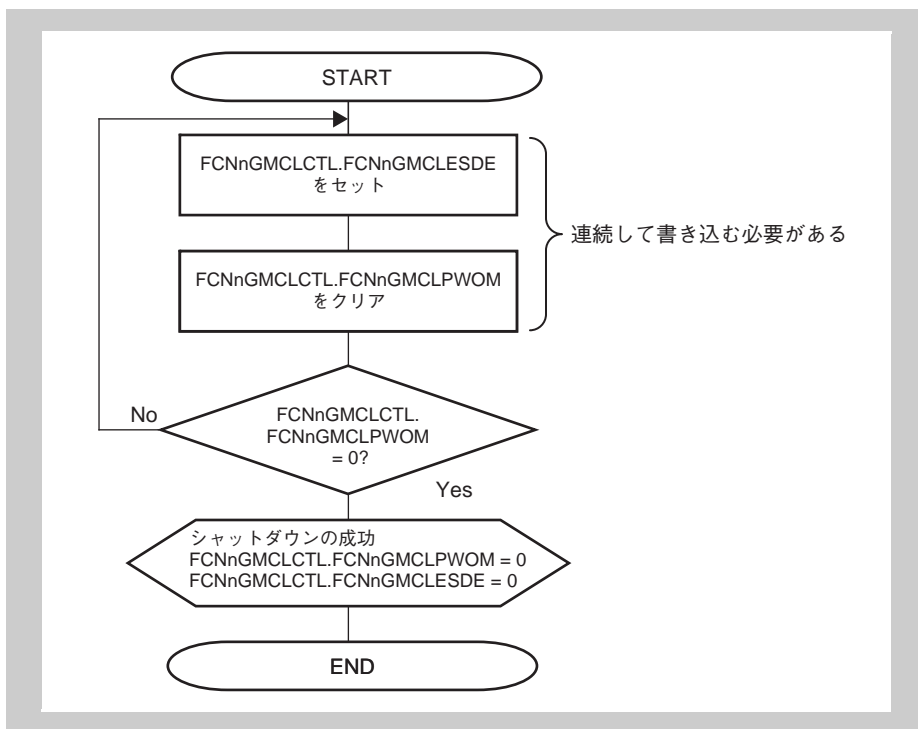 START
FCNnGMCLCTL.FCNnGMCLESDE
をセット
連続して書き込む必要がある
FCNnGMCLCTL.FCNnGMCLPWOM
をクリア
No
FCNnGMCLCTL.
FCNnGMCLPWOM
= 0?
Yes
シャットダウンの成功
FCNnGMCLCTL.FCNnGMCLPWOM = 0
FCNnGMCLCTL.FCNnGMCLESDE = 0
END